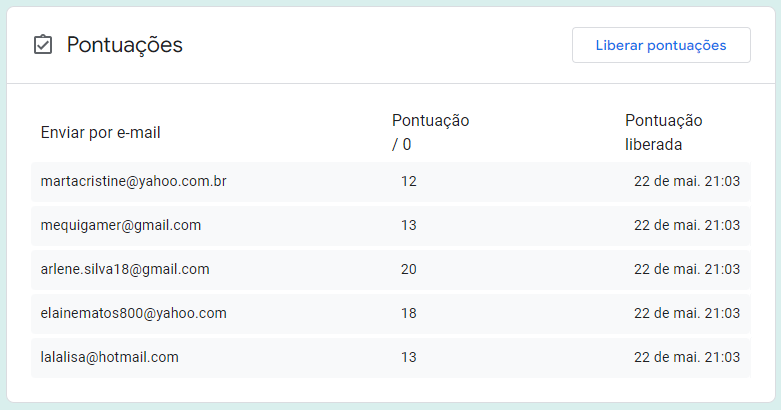 Pontuações
Liberar pontuações
Enviar por e-mail
Pontuação
/ 0
Pontuação
liberada
martacristine@yahoo.com.br 12 22 de mai. 21:03
mequigamer@gmail.com 13 22 de mai. 21:03
arlene.silva18@gmail.com 20 22 de mai. 21:03
elainematos800@yahoo.com 18 22 de mai. 21:03
lalalisa@hotmail.com 13 22 de mai. 21:03